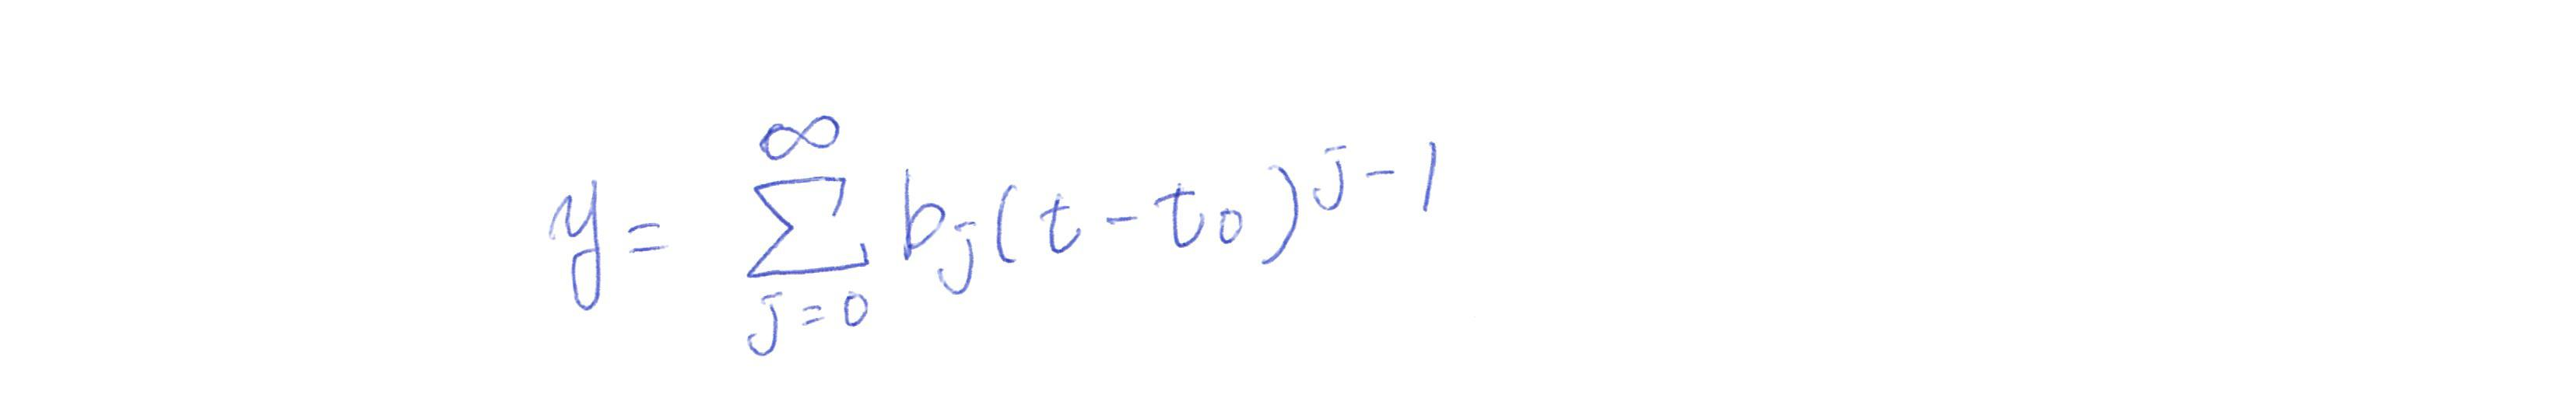 $y = \sum_{j=0}^{\infty} b_j (t - t_0)^{j-1}$